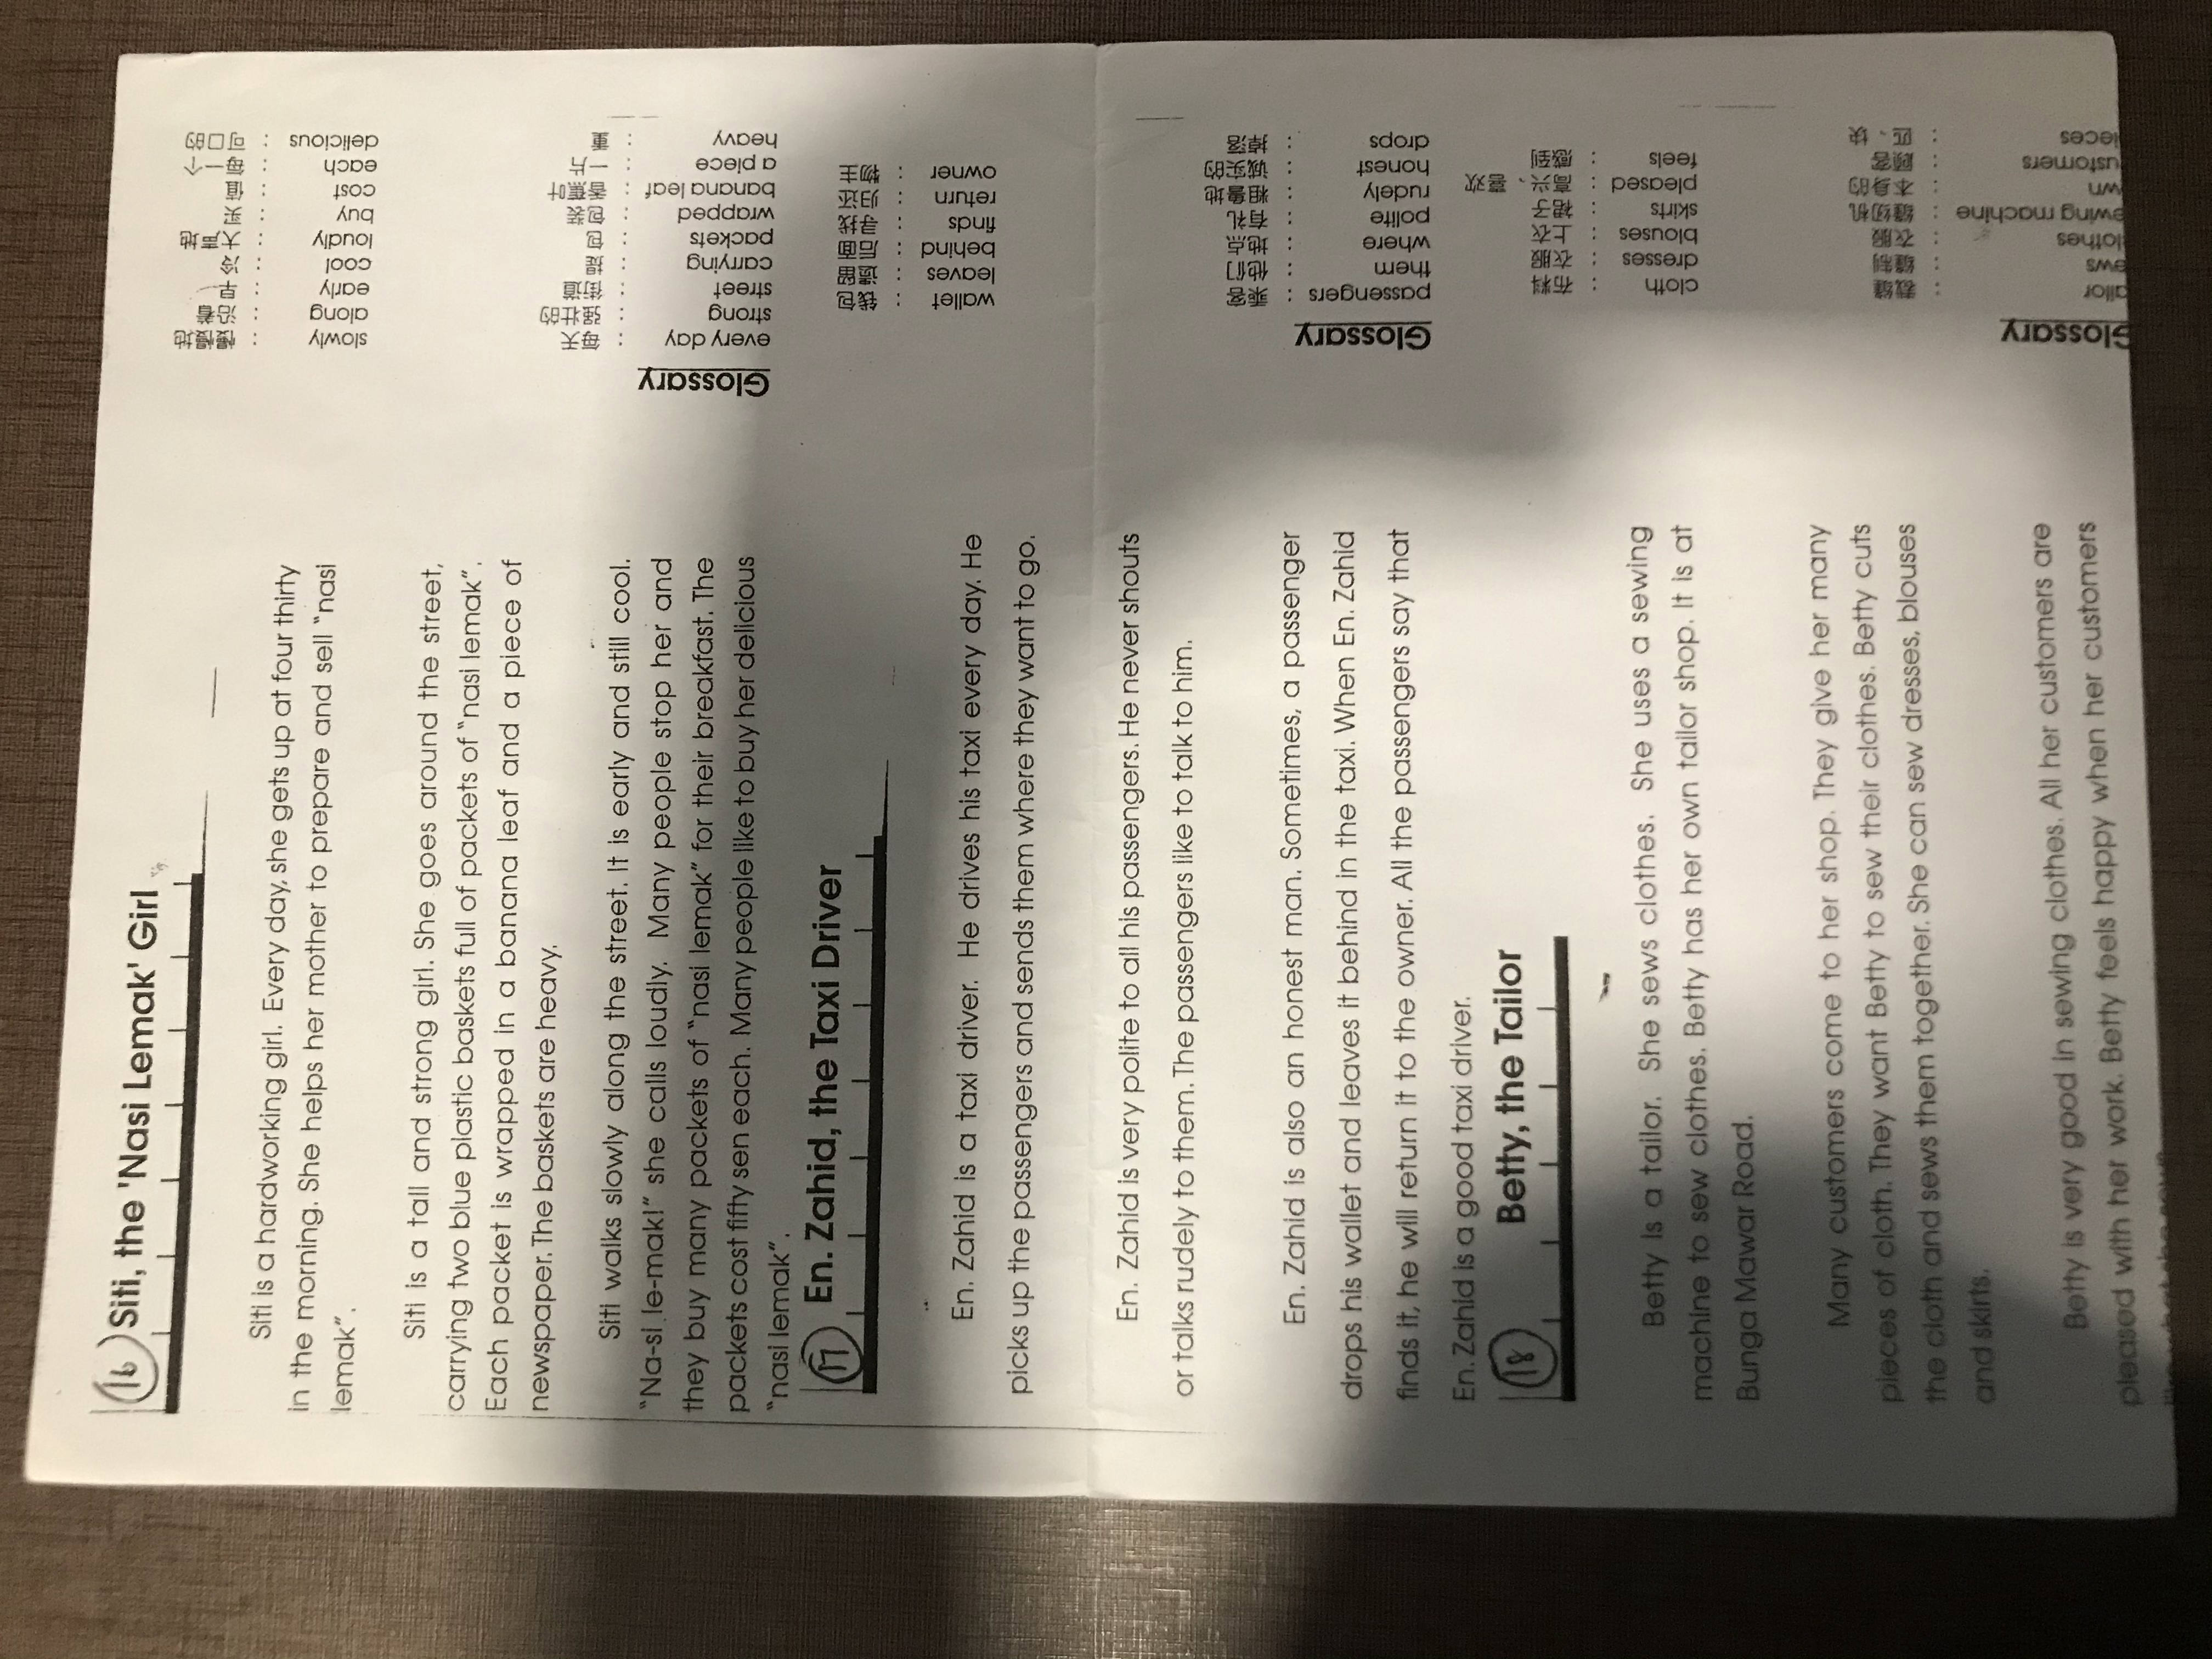 16 Siti, the 'Nasi Lemak' Girl
Siti is a hardworking girl. Every day, she gets up at four thirty
in the morning. She helps her mother to prepare and sell "nasi
lemak".
Siti is a tall and strong girl. She goes around the street,
carrying two blue plastic baskets full of packets of "nasi lemak".
Each packet is wrapped in a banana leaf and a piece of
newspaper. The baskets are heavy.
Siti walks slowly along the street. It is early and still cool.
"Na-si le-mak!" she calls loudly. Many people stop her and
they buy many packets of "nasi lemak" for their breakfast. The
packets cost fifty sen each. Many people like to buy her delicious
"nasi lemak".
17 En. Zahid, the Taxi Driver
En. Zahid is a taxi driver. He drives his taxi every day. He
picks up the passengers and sends them where they want to go.
En. Zahid is very polite to all his passengers. He never shouts
or talks rudely to them. The passengers like to talk to him.
En. Zahid is also an honest man. Sometimes, a passenger
drops his wallet and leaves it behind in the taxi. When En. Zahid
finds it, he will return it to the owner. All the passengers say that
En. Zahid is a good taxi driver.
18 Betty, the Tailor
Betty is a tailor. She sews clothes. She uses a sewing
machine to sew clothes. Betty has her own tailor shop. It is at
Bunga Mawar Road.
Many customers come to her shop. They give her many
pieces of cloth. They want Betty to sew their clothes. Betty cuts
the cloth and sews them together. She can sew dresses, blouses
and skirts.
Betty is very good in sewing clothes. All her customers are
pleased with her work. Betty feels happy when her customers
Glossary
every day : 每天
strong : 强壮的
street : 街道
carrying : 提
packets : 包
wrapped : 包装
banana leaf : 香蕉叶
a piece : 一片
heavy : 重
slowly : 慢慢地
along : 沿着
early : 早
cool : 冷
loudly : 大声地
buy : 买
cost : 值
each : 每一个
delicious : 可口的
Glossary
passengers : 乘客
them : 他们
where : 地点
polite : 有礼
rudely : 粗鲁地
honest : 诚实的
drops : 掉落
wallet : 钱包
leaves : 遗留
behind : 后面
finds : 寻找
return : 归还
owner : 物主
Glossary
ailor : 裁缝
ews : 缝制
lothes : 衣服
ewing machine : 缝纫机
wn : 本身的
ustomers : 顾客
ieces : 匹、块
cloth : 布料
dresses : 衣服
blouses : 上衣
skirts : 裙子
pleased : 高兴、喜欢
feels : 感到